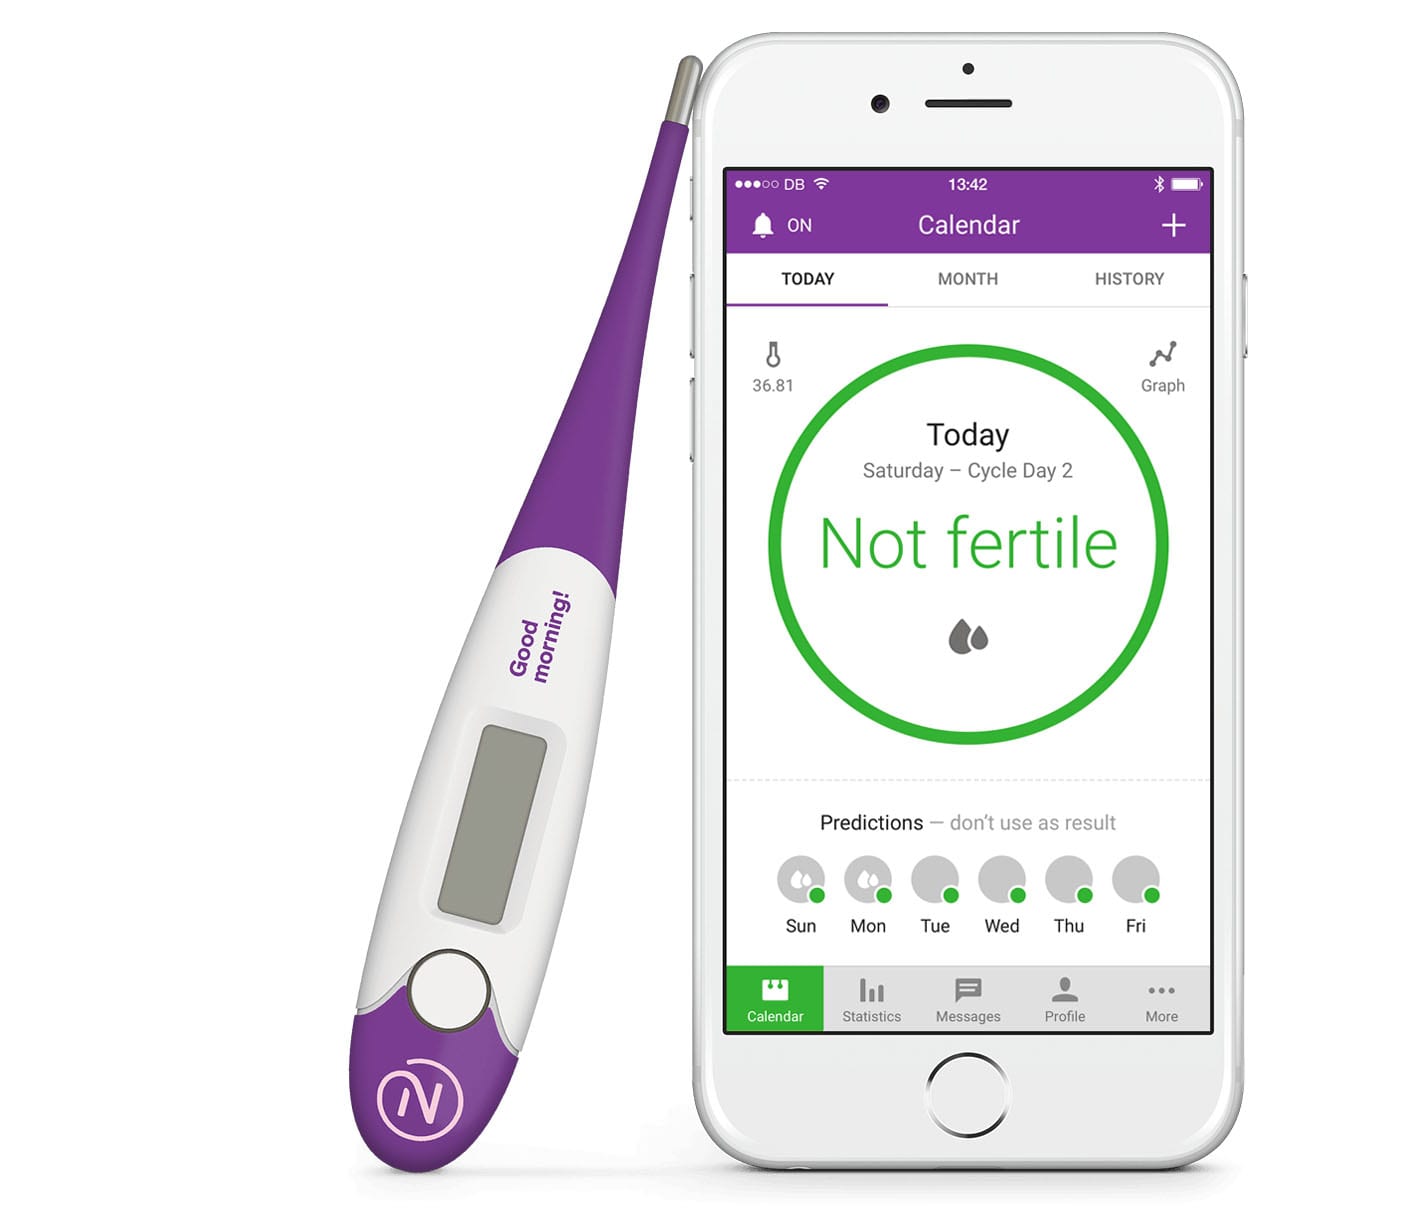 DB
13:42
ON
Calendar
TODAY
MONTH
HISTORY
36.81
Graph
Today
Saturday – Cycle Day 2
Not fertile
Good
morning!
Predictions – don't use as result
Sun
Mon
Tue
Wed
Thu
Fri
Calendar
Statistics
Messages
Profile
More
N